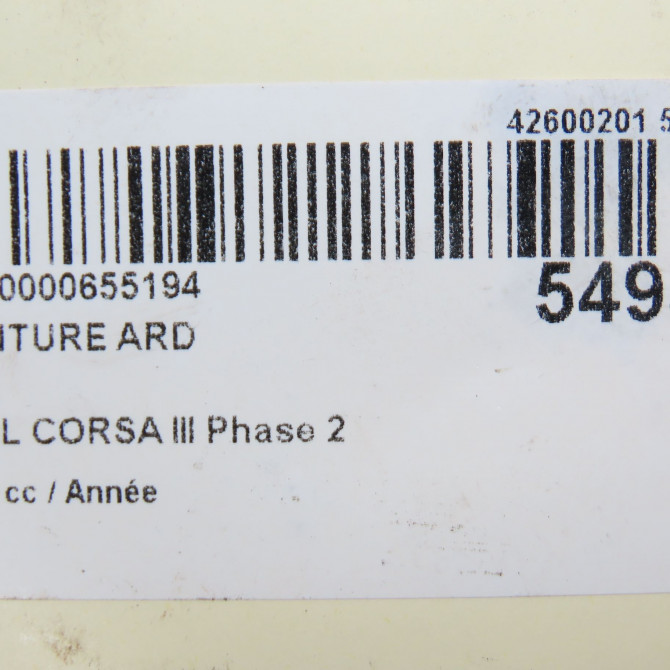 42600201 5
0000655194
549
NTURE ARD
L CORSA III Phase 2
cc / Année